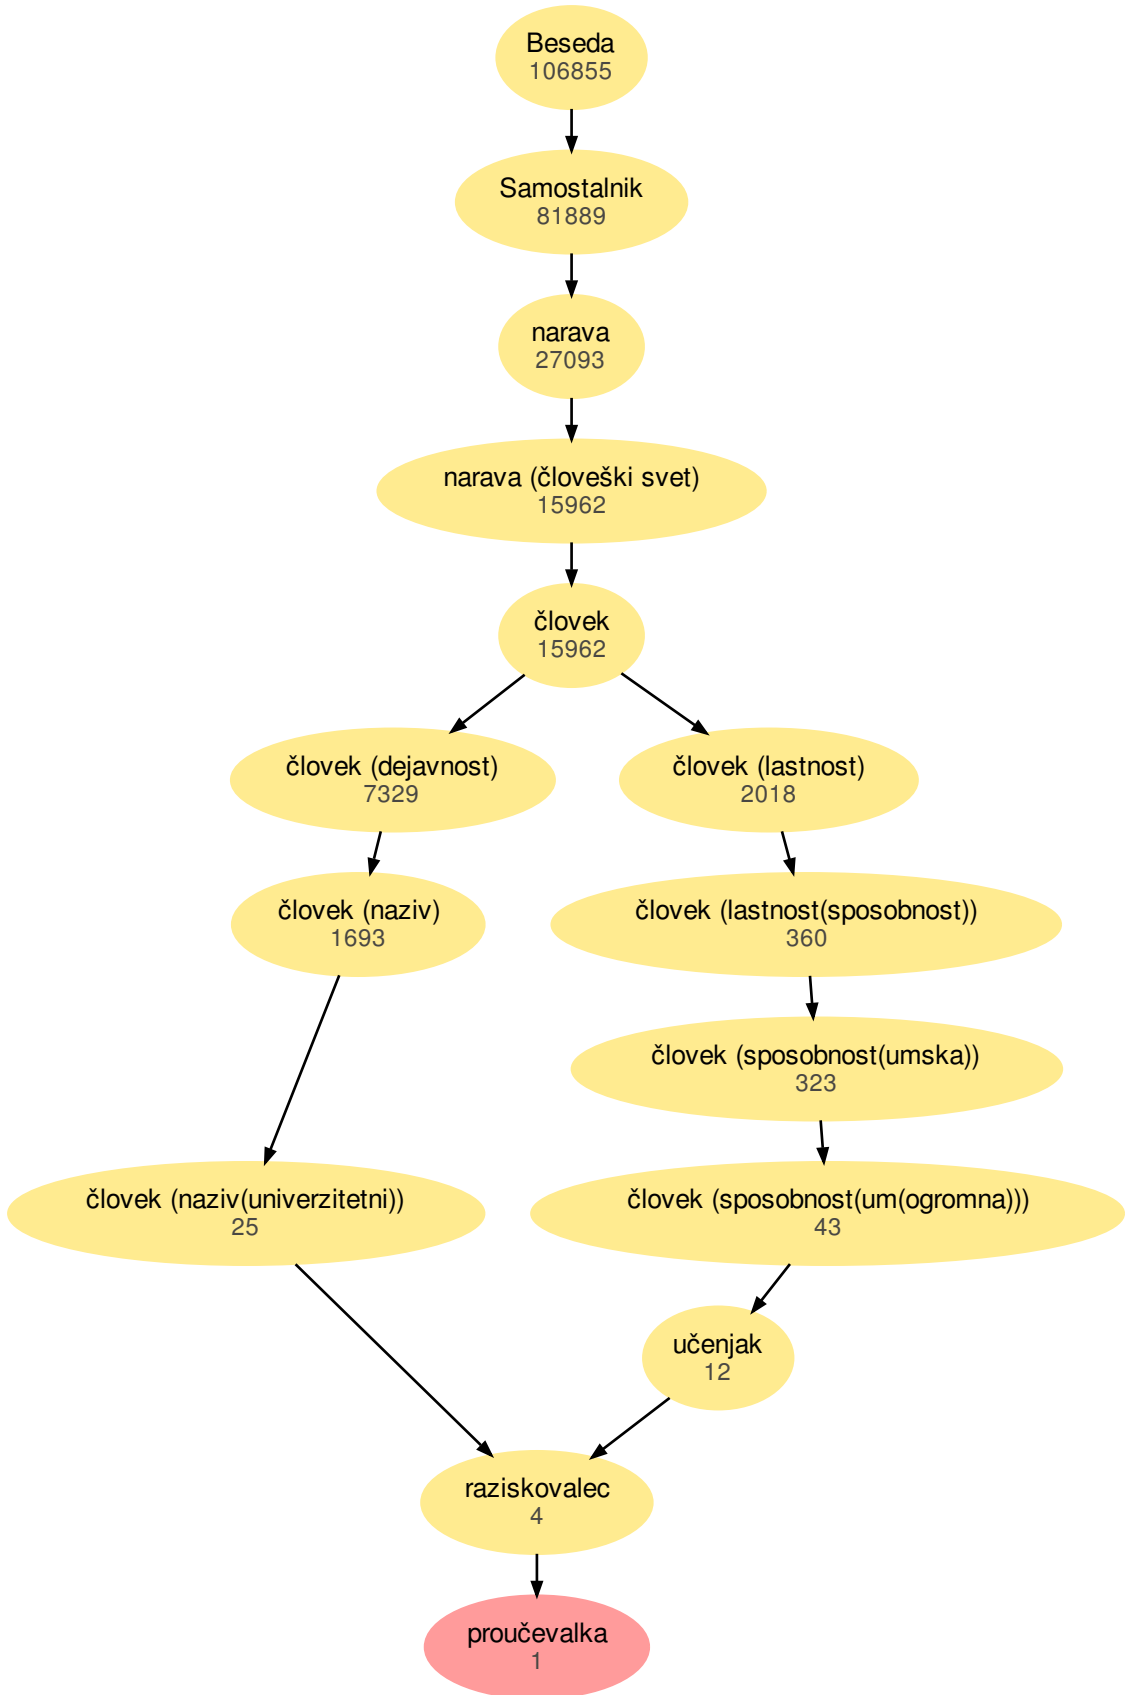 Beseda
106855
Samostalnik
81889
narava
27093
narava (človeški svet)
15962
človek
15962
človek (dejavnost)
7329
človek (lastnost)
2018
človek (naziv)
1693
človek (lastnost(sposobnost))
360
človek (sposobnost(umska))
323
človek (naziv(univerzitetni))
25
človek (sposobnost(um(ogromna)))
43
učenjak
12
raziskovalec
4
proučevalka
1